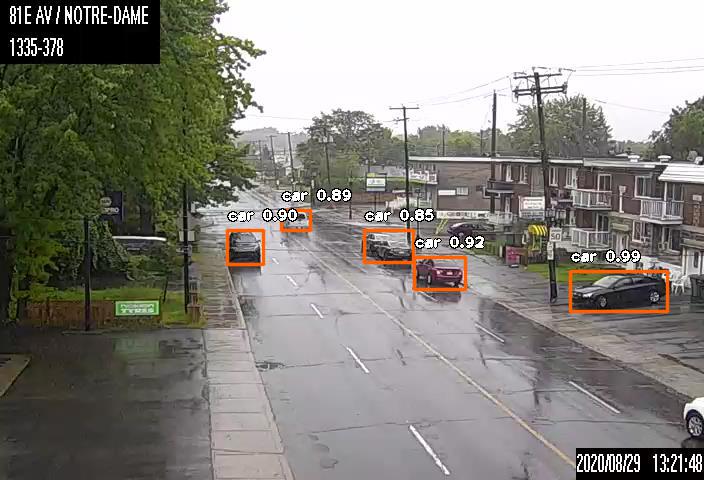 81E AV / NOTRE-DAME
1335-378
car 0.89
car 0.90
car 0.85
car 0.92
car 0.99
PNEUS
TYRES
2020/08/29 13:21:48